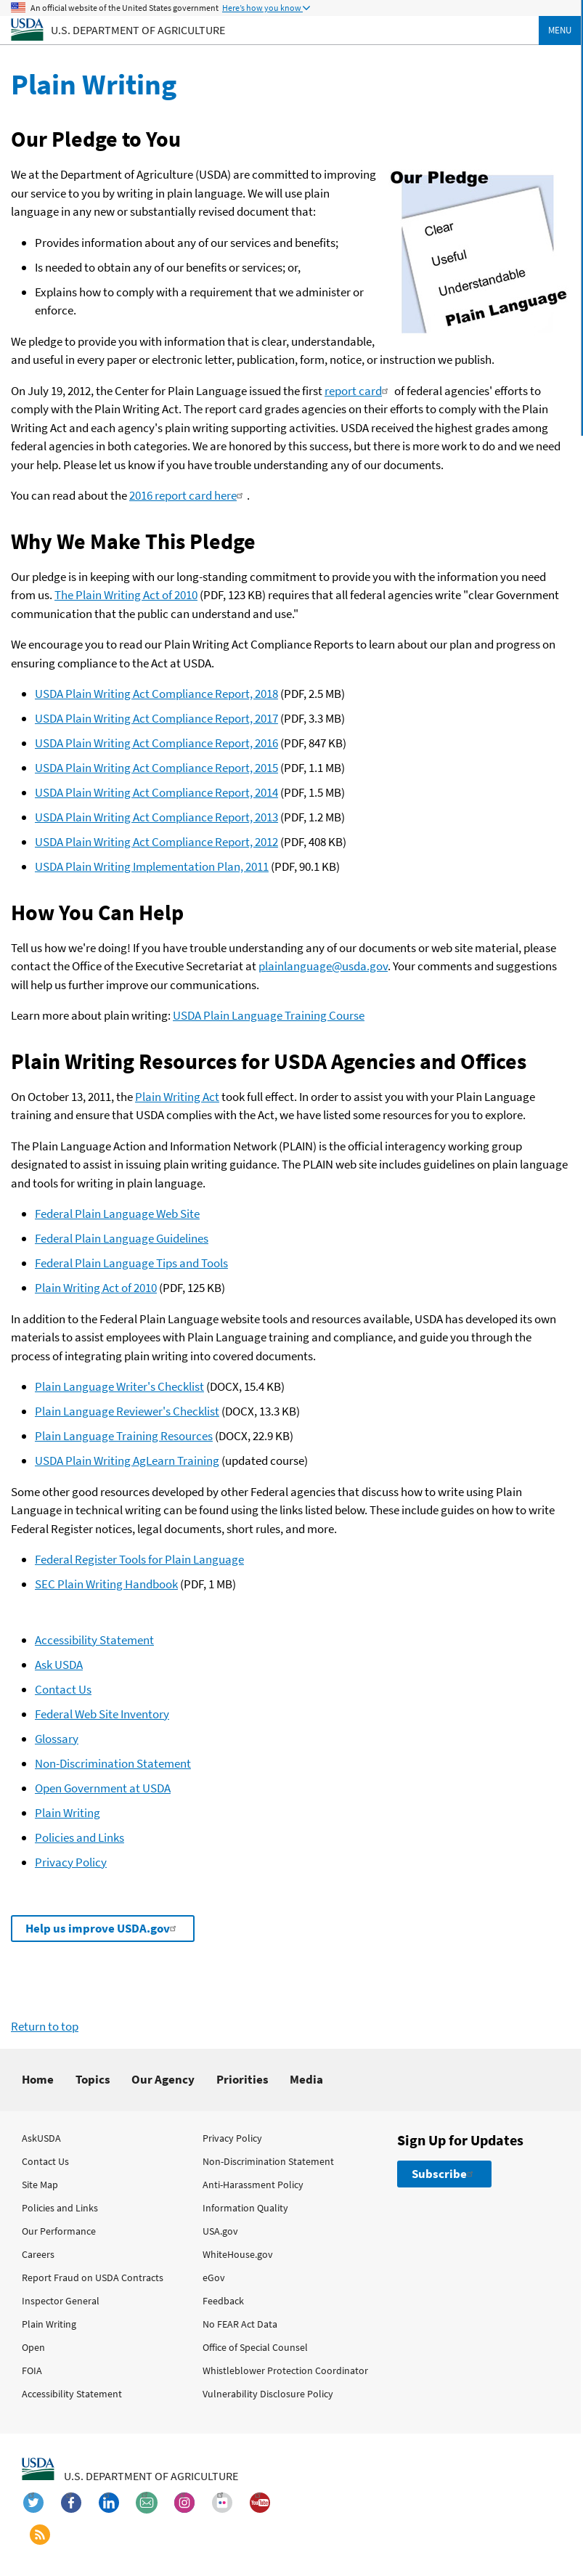 An official website of the United States government Here's how you know
USDA
U.S. DEPARTMENT OF AGRICULTURE
MENU
Plain Writing
Our Pledge to You
We at the Department of Agriculture (USDA) are committed to improving
our service to you by writing in plain language. We will use plain
language in any new or substantially revised document that:
Our Pledge
Clear
Useful
Understandable
Plain Language
Provides information about any of our services and benefits;
Is needed to obtain any of our benefits or services; or,
Explains how to comply with a requirement that we administer or
enforce.
We pledge to provide you with information that is clear, understandable,
and useful in every paper or electronic letter, publication, form, notice, or instruction we publish.
On July 19, 2012, the Center for Plain Language issued the first report card of federal agencies' efforts to
comply with the Plain Writing Act. The report card grades agencies on their efforts to comply with the Plain
Writing Act and each agency's plain writing supporting activities. USDA received the highest grades among
federal agencies in both categories. We are honored by this success, but there is more work to do and we need
your help. Please let us know if you have trouble understanding any of our documents.
You can read about the 2016 report card here .
Why We Make This Pledge
Our pledge is in keeping with our long-standing commitment to provide you with the information you need
from us. The Plain Writing Act of 2010 (PDF, 123 KB) requires that all federal agencies write "clear Government
communication that the public can understand and use."
We encourage you to read our Plain Writing Act Compliance Reports to learn about our plan and progress on
ensuring compliance to the Act at USDA.
USDA Plain Writing Act Compliance Report, 2018 (PDF, 2.5 MB)
USDA Plain Writing Act Compliance Report, 2017 (PDF, 3.3 MB)
USDA Plain Writing Act Compliance Report, 2016 (PDF, 847 KB)
USDA Plain Writing Act Compliance Report, 2015 (PDF, 1.1 MB)
USDA Plain Writing Act Compliance Report, 2014 (PDF, 1.5 MB)
USDA Plain Writing Act Compliance Report, 2013 (PDF, 1.2 MB)
USDA Plain Writing Act Compliance Report, 2012 (PDF, 408 KB)
USDA Plain Writing Implementation Plan, 2011 (PDF, 90.1 KB)
How You Can Help
Tell us how we're doing! If you have trouble understanding any of our documents or web site material, please
contact the Office of the Executive Secretariat at plainlanguage@usda.gov. Your comments and suggestions
will help us further improve our communications.
Learn more about plain writing: USDA Plain Language Training Course
Plain Writing Resources for USDA Agencies and Offices
On October 13, 2011, the Plain Writing Act took full effect. In order to assist you with your Plain Language
training and ensure that USDA complies with the Act, we have listed some resources for you to explore.
The Plain Language Action and Information Network (PLAIN) is the official interagency working group
designated to assist in issuing plain writing guidance. The PLAIN web site includes guidelines on plain language
and tools for writing in plain language.
Federal Plain Language Web Site
Federal Plain Language Guidelines
Federal Plain Language Tips and Tools
Plain Writing Act of 2010 (PDF, 125 KB)
In addition to the Federal Plain Language website tools and resources available, USDA has developed its own
materials to assist employees with Plain Language training and compliance, and guide you through the
process of integrating plain writing into covered documents.
Plain Language Writer's Checklist (DOCX, 15.4 KB)
Plain Language Reviewer's Checklist (DOCX, 13.3 KB)
Plain Language Training Resources (DOCX, 22.9 KB)
USDA Plain Writing AgLearn Training (updated course)
Some other good resources developed by other Federal agencies that discuss how to write using Plain
Language in technical writing can be found using the links listed below. These include guides on how to write
Federal Register notices, legal documents, short rules, and more.
Federal Register Tools for Plain Language
SEC Plain Writing Handbook (PDF, 1 MB)
Accessibility Statement
Ask USDA
Contact Us
Federal Web Site Inventory
Glossary
Non-Discrimination Statement
Open Government at USDA
Plain Writing
Policies and Links
Privacy Policy
Help us improve USDA.gov
Return to top
Home Topics Our Agency Priorities Media
AskUSDA
Contact Us
Site Map
Policies and Links
Our Performance
Careers
Report Fraud on USDA Contracts
Inspector General
Plain Writing
Open
FOIA
Accessibility Statement
Privacy Policy
Non-Discrimination Statement
Anti-Harassment Policy
Information Quality
USA.gov
WhiteHouse.gov
eGov
Feedback
No FEAR Act Data
Office of Special Counsel
Whistleblower Protection Coordinator
Vulnerability Disclosure Policy
Sign Up for Updates
Subscribe
USDA
U.S. DEPARTMENT OF AGRICULTURE
f
in
You Tube